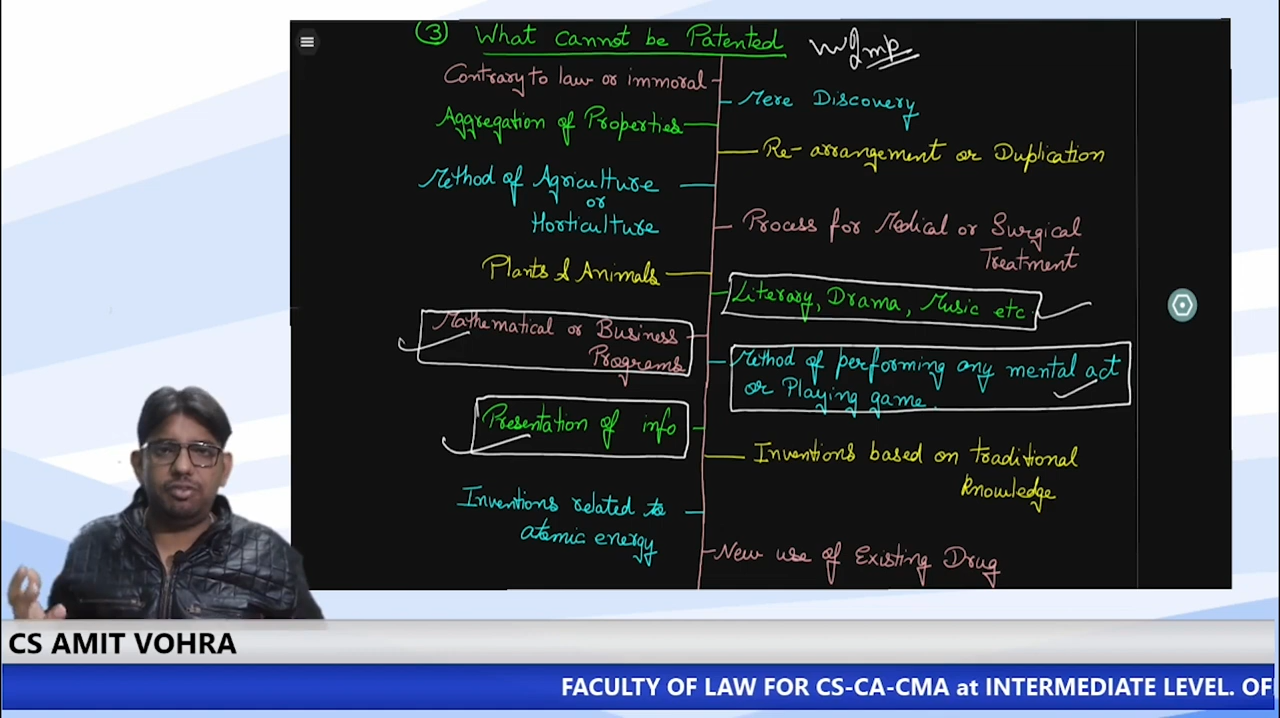 ③ What Cannot be Patented
Contrary to law or immoral
Mere Discovery
Aggregation of Properties
Re-arrangement or Duplication
Method of Agriculture
or
Horticulture
Process for Medical or Surgical
Treatment
Plants & Animals
Literary, Drama, Music etc.
Mathematical or Business
Programs
Method of performing any mental act
or Playing game.
Presentation of info
Inventions based on traditional
knowledge
Inventions related to
atomic energy
New use of Existing Drug
CS AMIT VOHRA
FACULTY OF LAW FOR CS-CA-CMA at INTERMEDIATE LEVEL. OF